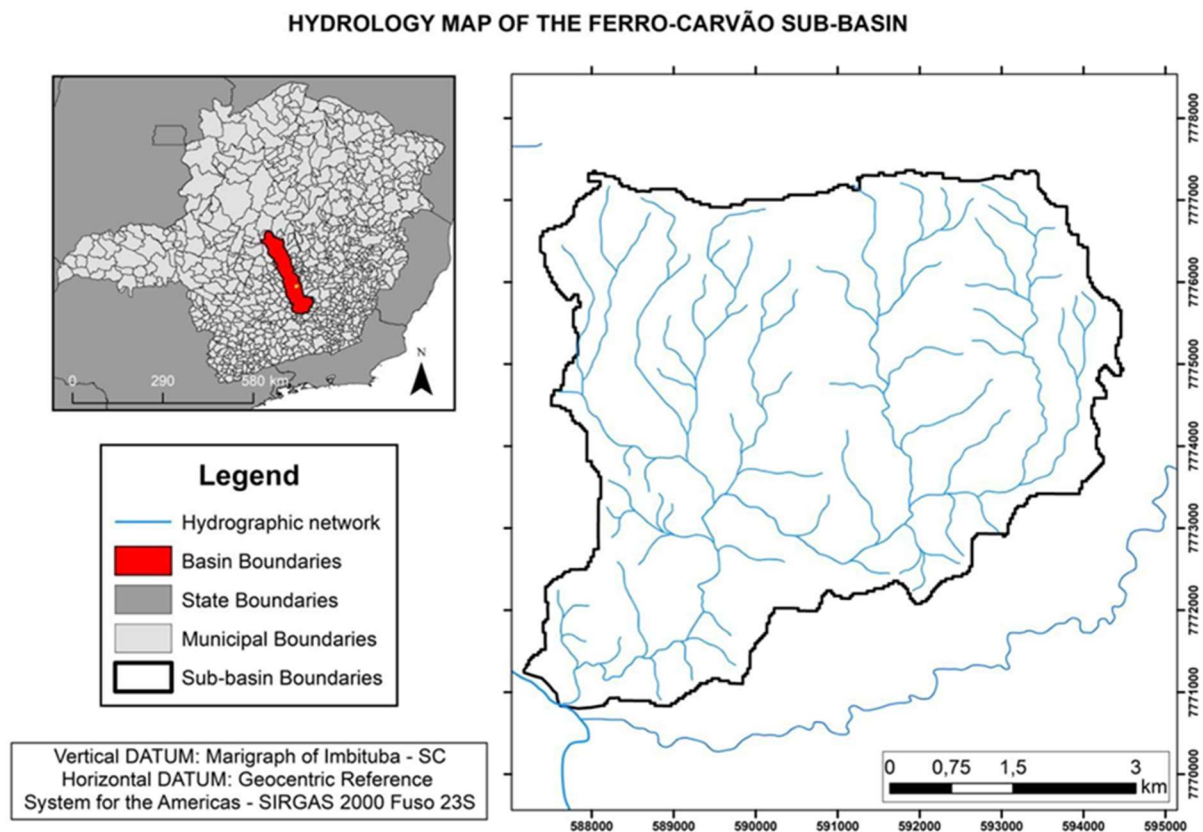 HYDROLOGY MAP OF THE FERRO-CARVÃO SUB-BASIN
N
0 290 580 km
Legend
Hydrographic network
Basin Boundaries
State Boundaries
Municipal Boundaries
Sub-basin Boundaries
Vertical DATUM: Marigraph of Imbituba - SC
Horizontal DATUM: Geocentric Reference
System for the Americas - SIRGAS 2000 Fuso 23S
7778000
7777000
7776000
7775000
7774000
7773000
7772000
7771000
7770000
0 0,75 1,5 3
km
588000 589000 590000 591000 592000 593000 594000 595000